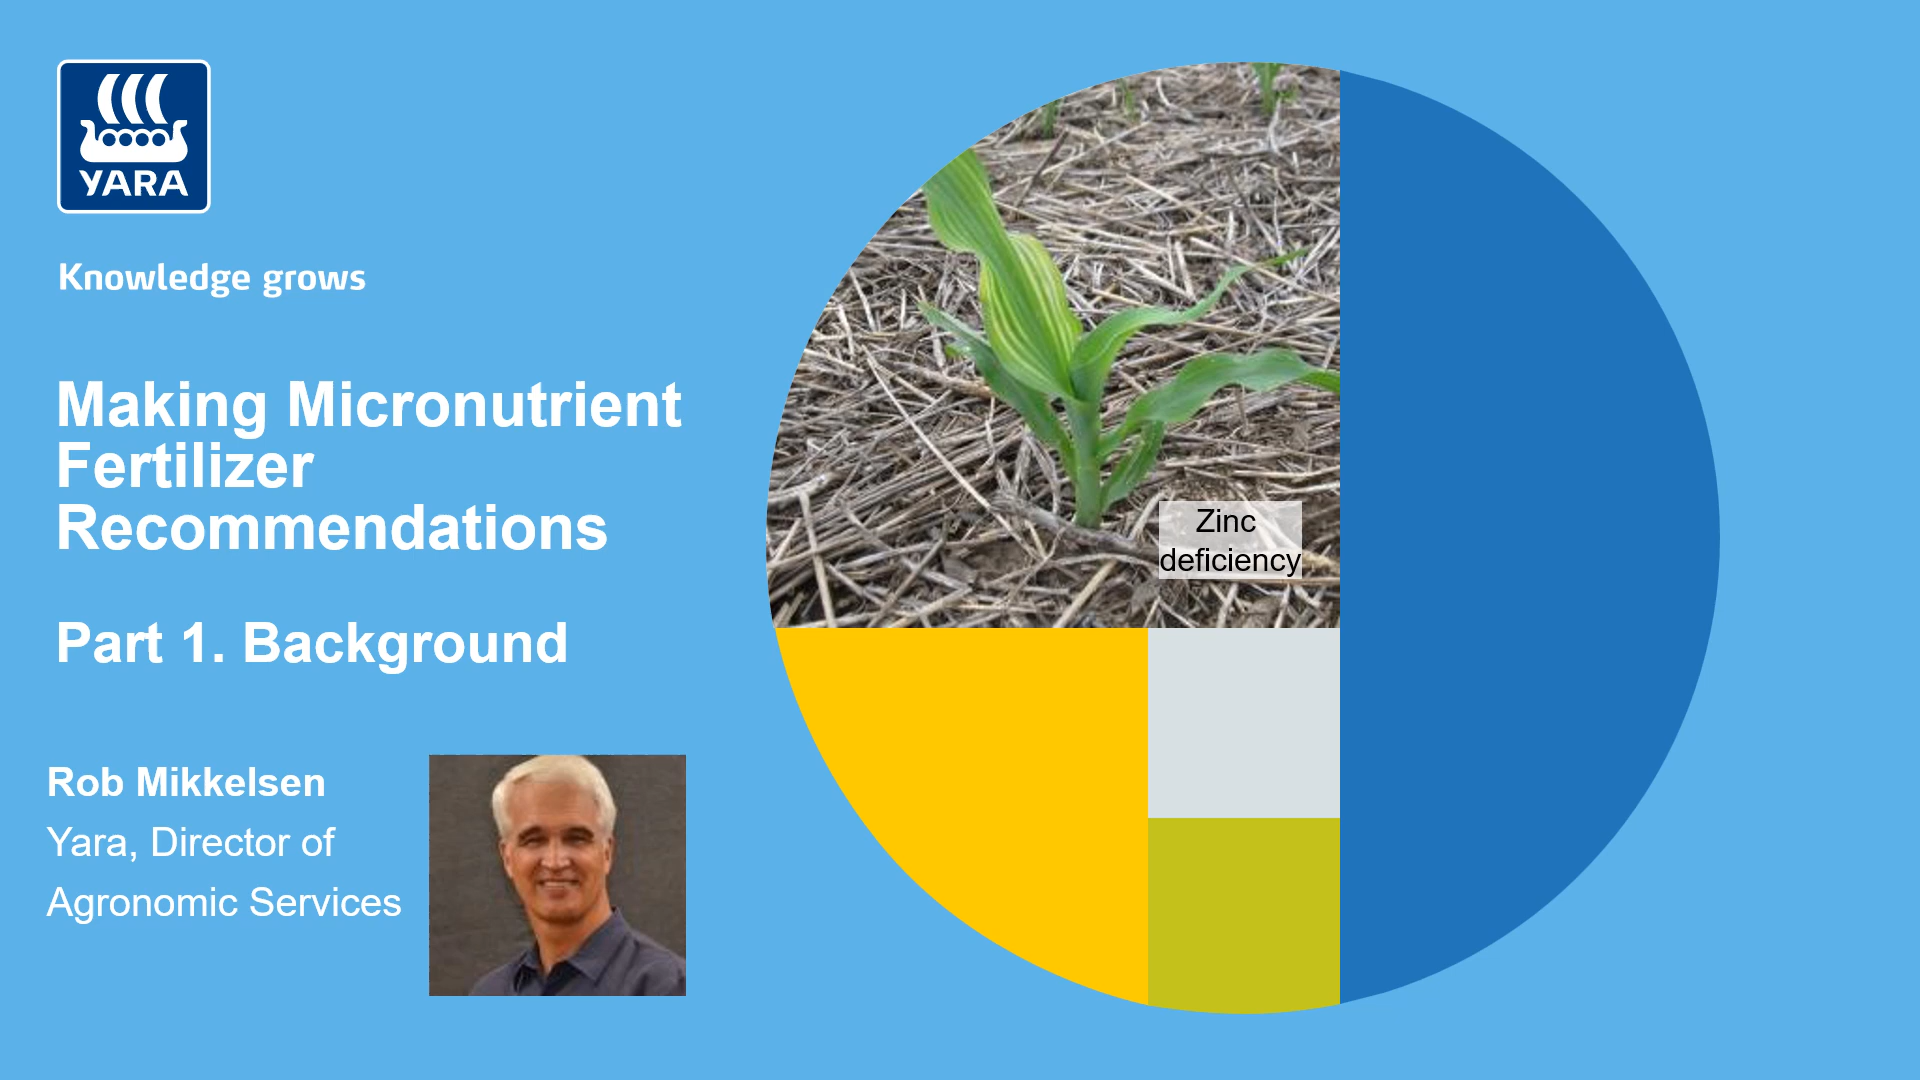 YARA
Knowledge grows
Making Micronutrient
Fertilizer
Recommendations
Part 1. Background
Rob Mikkelsen
Yara, Director of
Agronomic Services
Zinc
deficiency